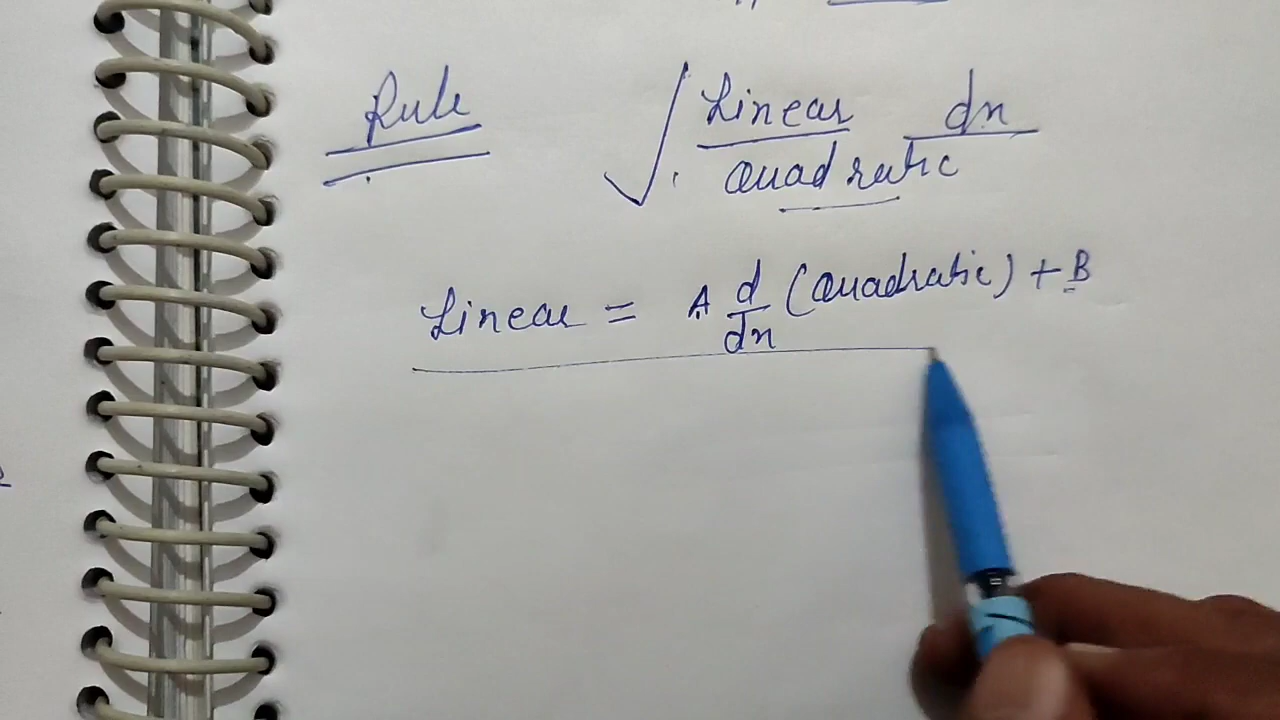 Rule
∫ Linear / Quadratic dx
Linear = A d/dx (Quadratic) + B